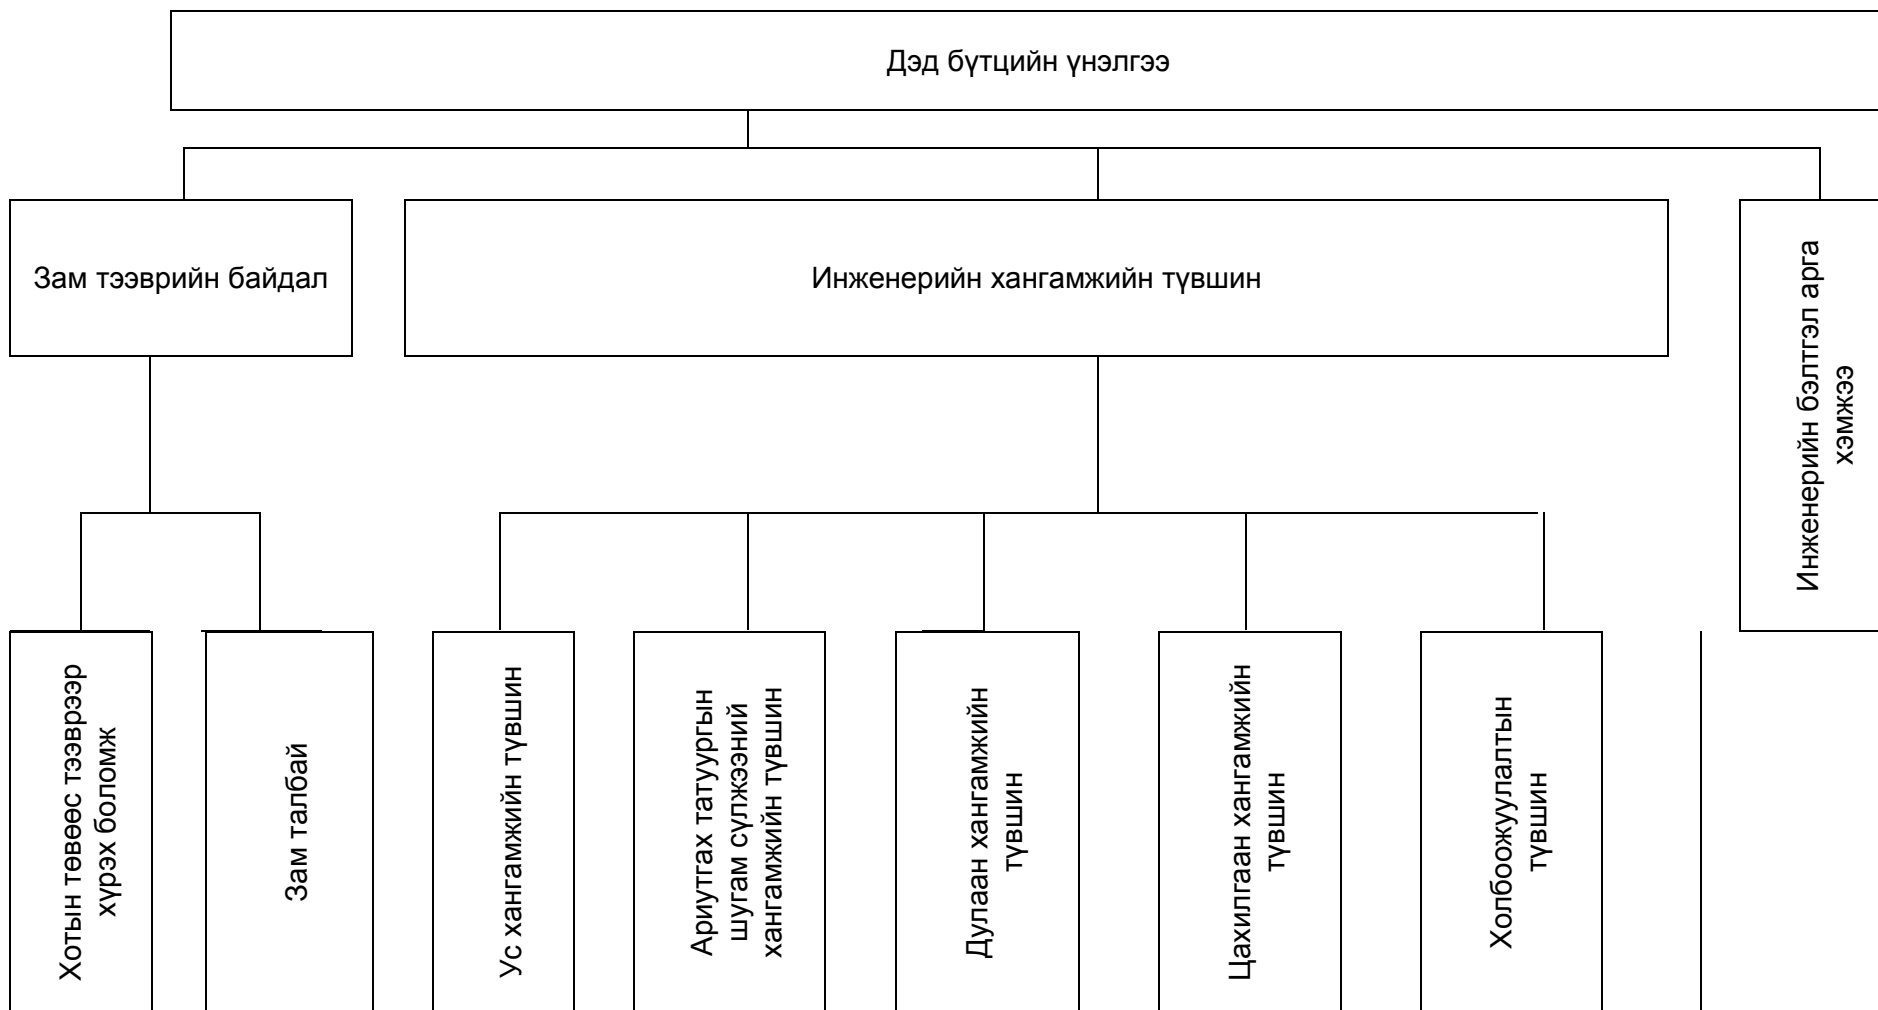 Дэд бүтцийн үнэлгээ
Зам тээврийн байдал
Инженерийн хангамжийн түвшин
Инженерийн бэлтгэл арга
хэмжээ
Хотын төвөөс тээврээр
хүрэх боломж
Зам талбай
Ус хангамжийн түвшин
Ариутгах татуургын
шугам сүлжээний
хангамжийн түвшин
Дулаан хангамжийн
түвшин
Цахилгаан хангамжийн
түвшин
Холбоожуулалтын
түвшин